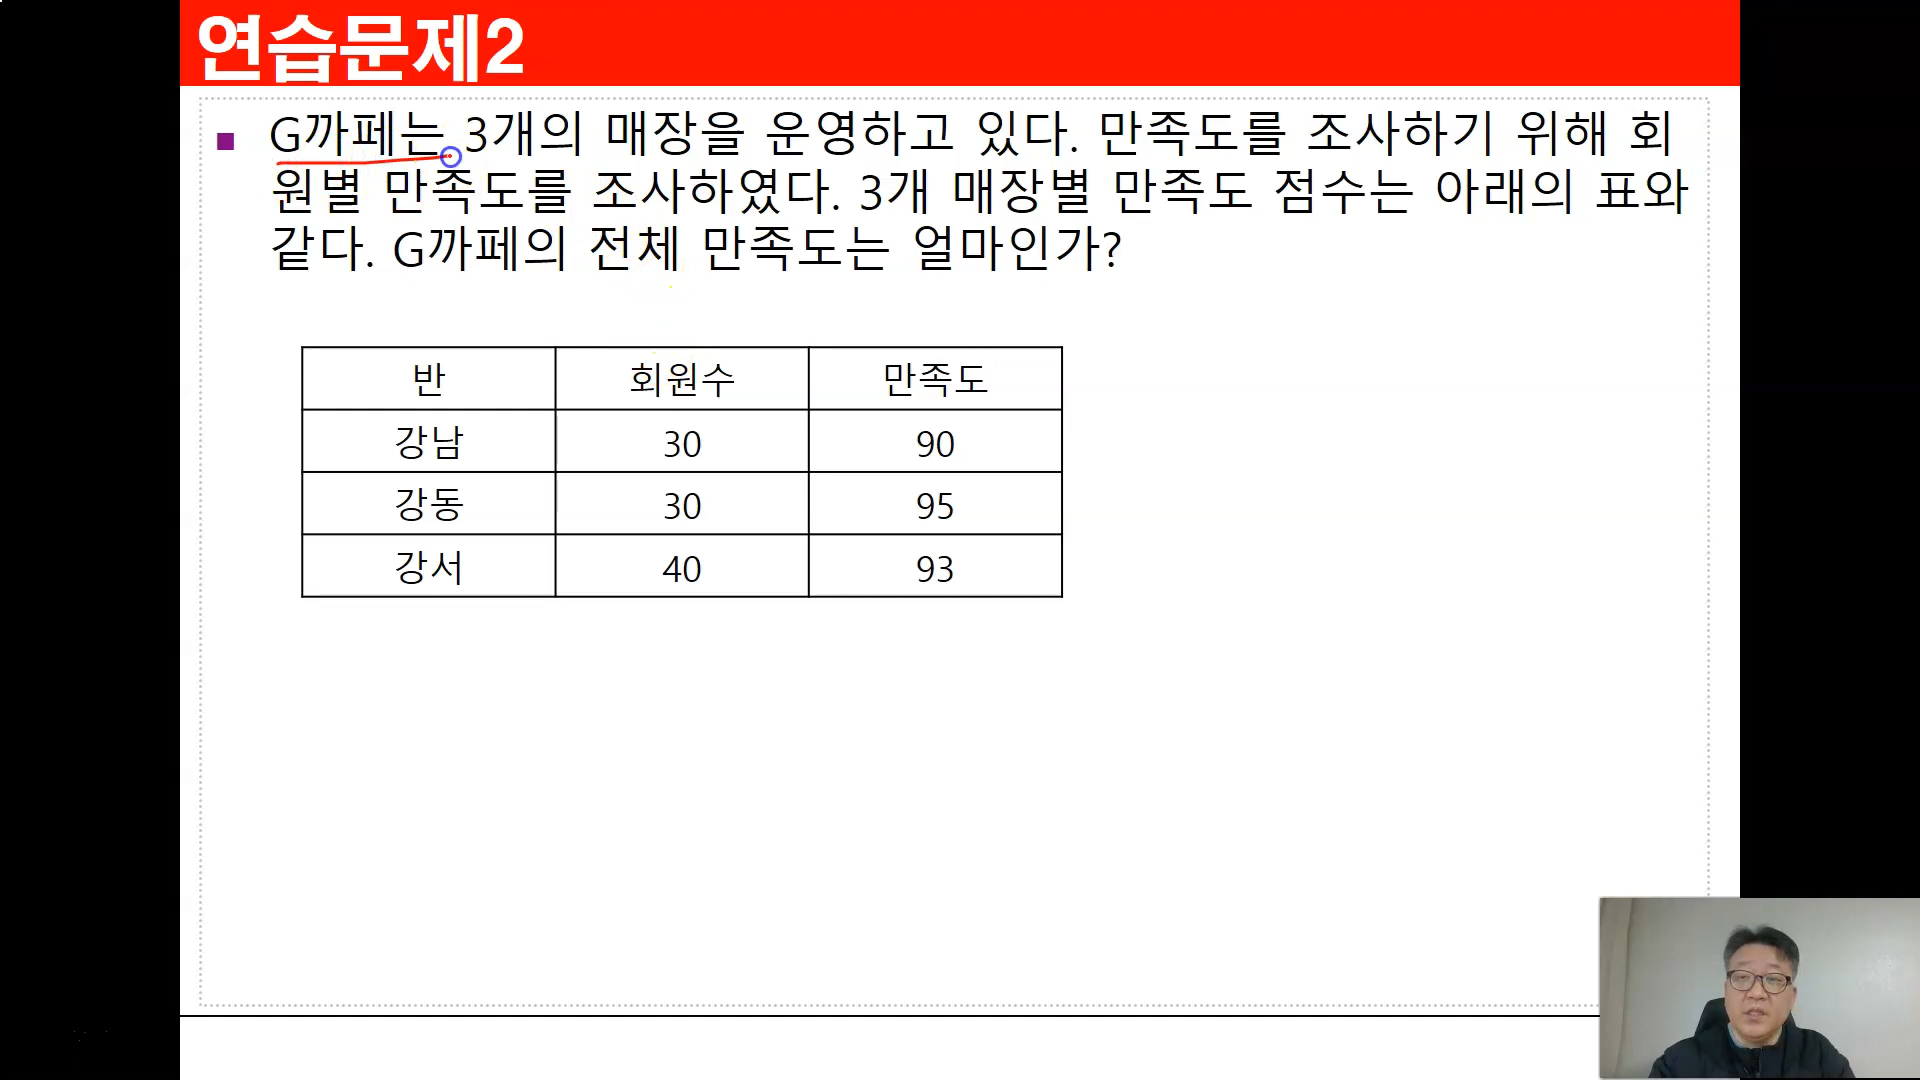 연습문제2
■ G까페는 3개의 매장을 운영하고 있다. 만족도를 조사하기 위해 회
원별 만족도를 조사하였다. 3개 매장별 만족도 점수는 아래의 표와
같다. G까페의 전체 만족도는 얼마인가?
반 회원수 만족도
강남 30 90
강동 30 95
강서 40 93